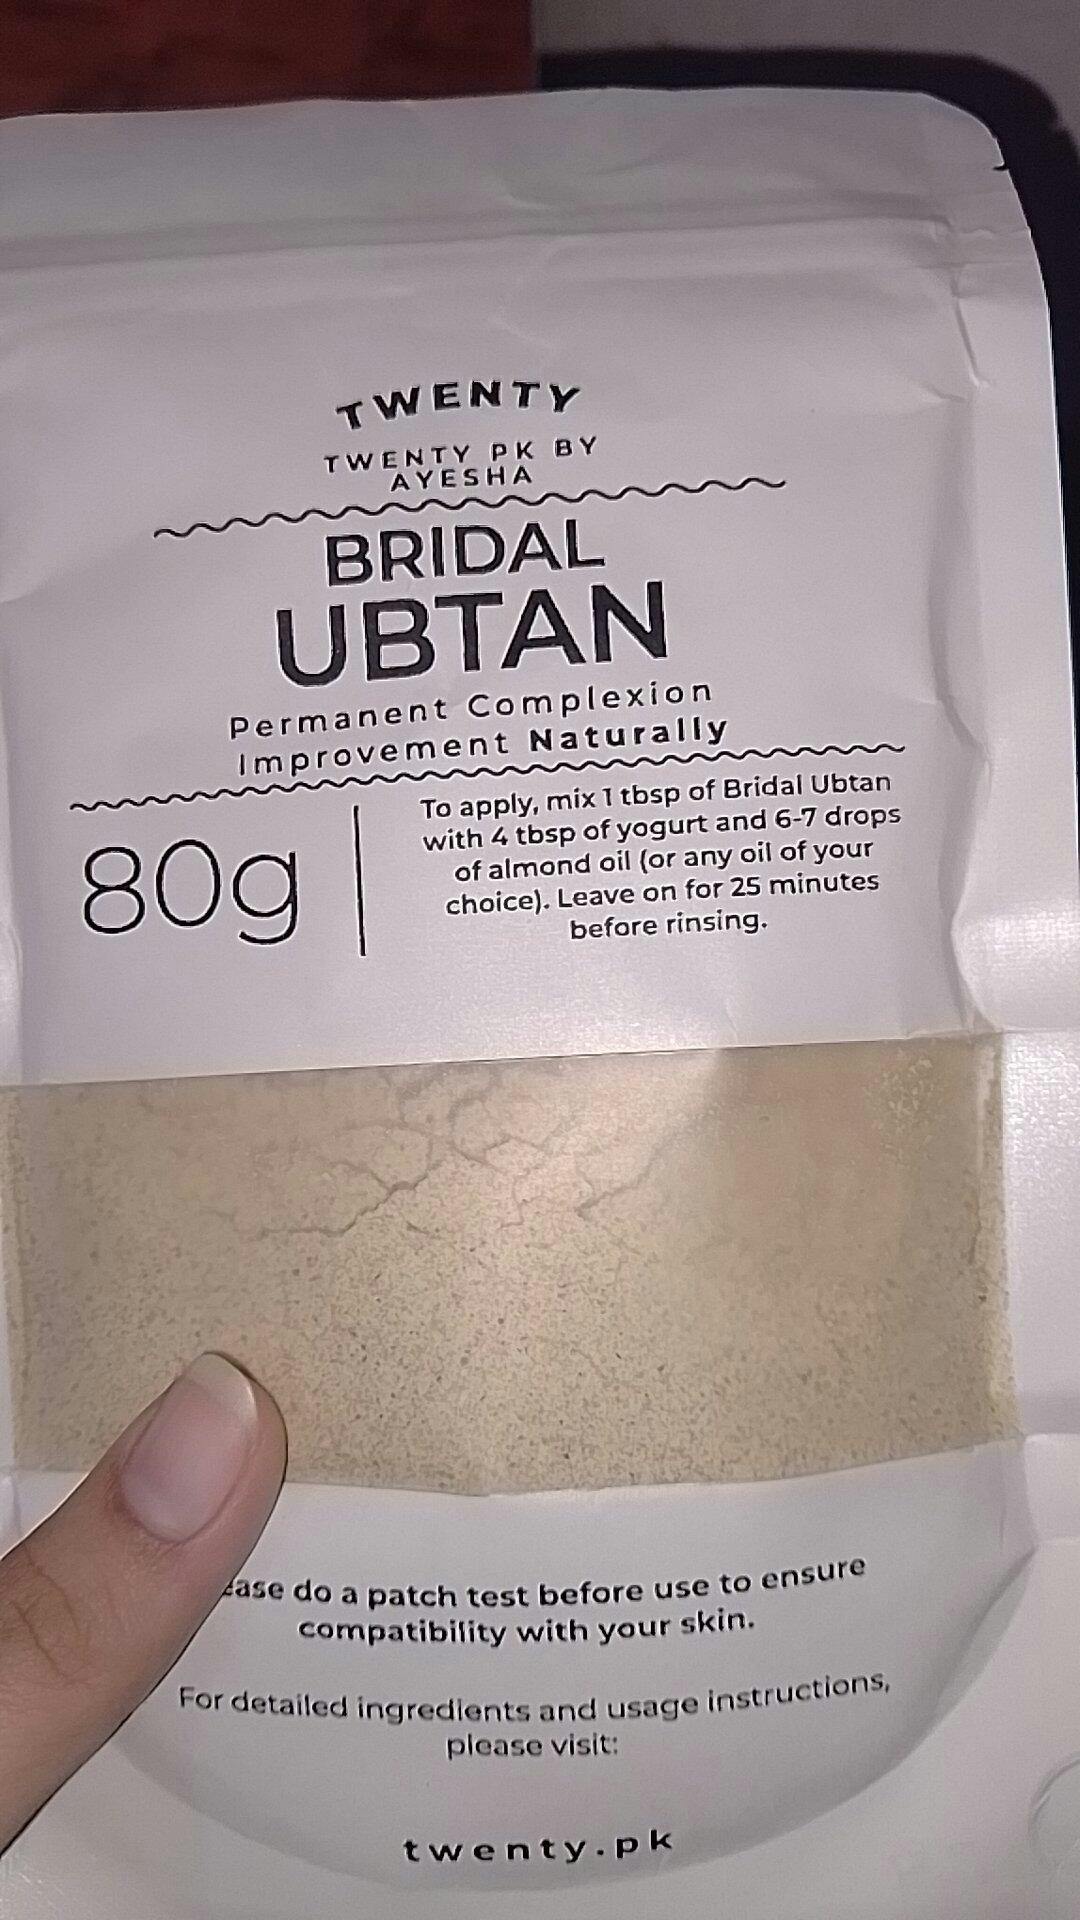 TWENTY
TWENTY PK BY
AYESHA
BRIDAL
UBTAN
Permanent Complexion
Improvement Naturally
80g
To apply, mix 1 tbsp of Bridal Ubtan
with 4 tbsp of yogurt and 6-7 drops
of almond oil (or any oil of your
choice). Leave on for 25 minutes
before rinsing.
do a patch test before use to ensure
compatibility with your skin.
For detailed ingredients and usage instructions,
please visit:
twenty.pk